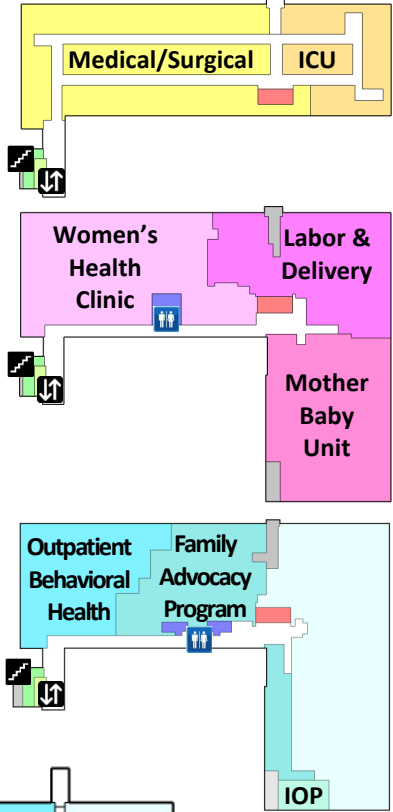 Medical/Surgical ICU
Women's
Health
Clinic
Labor &
Delivery
Mother
Baby
Unit
Outpatient
Behavioral
Health
Family
Advocacy
Program
IOP